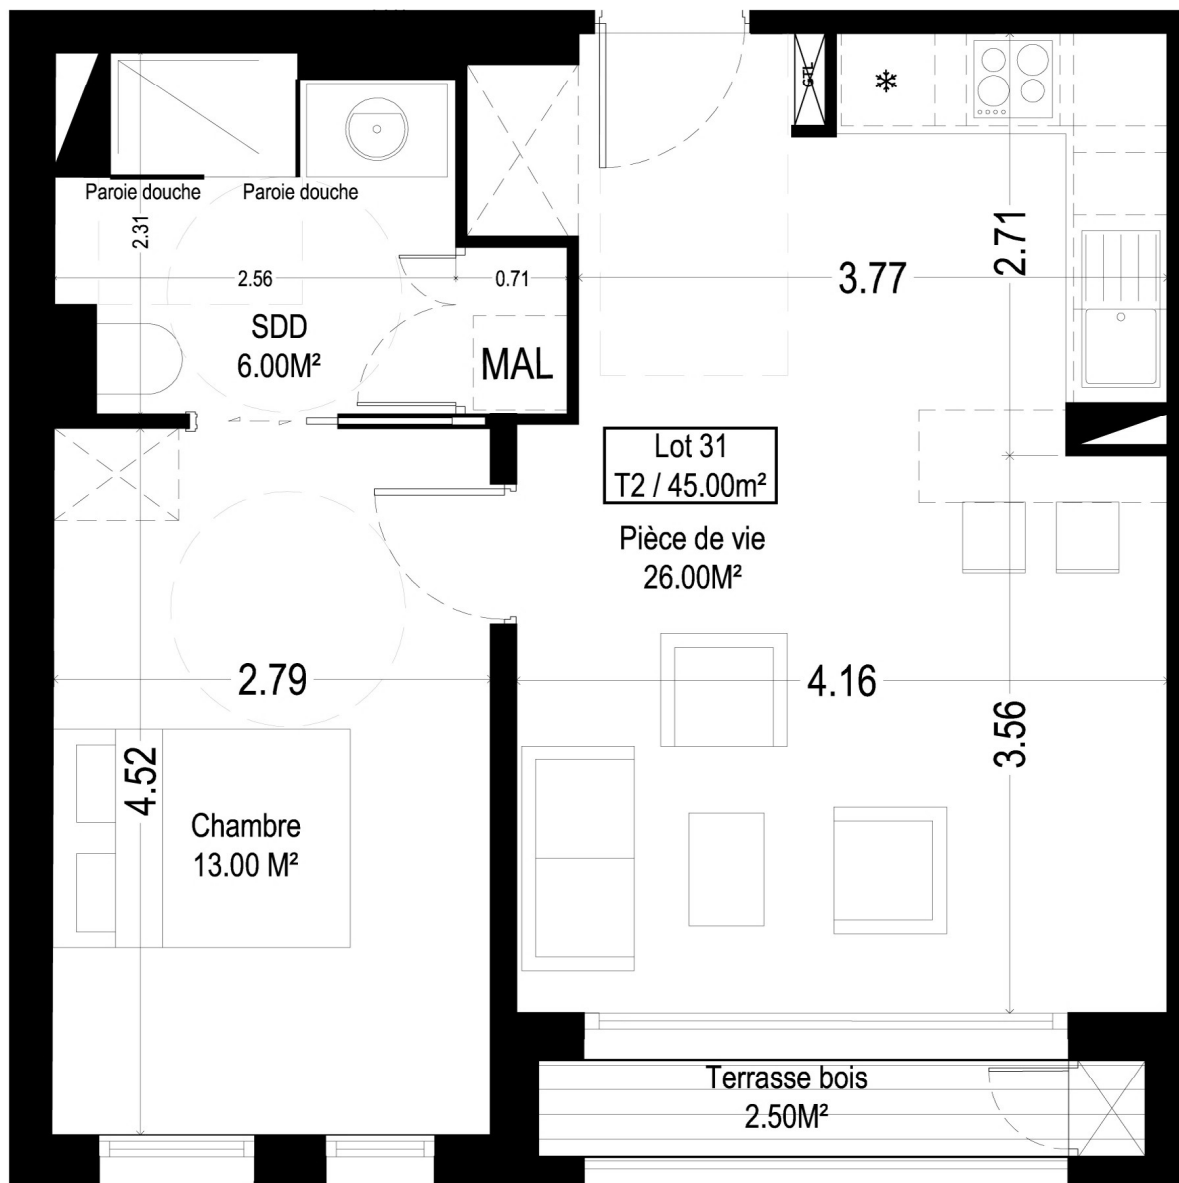 GTL
Paroie douche
Paroie douche
2.31
2.56
0.71
3.77
2.71
SDD
6.00M²
MAL
Lot 31
T2 / 45.00m²
Pièce de vie
26.00M²
2.79
4.16
4.52
3.56
Chambre
13.00 M²
Terrasse bois
2.50M²